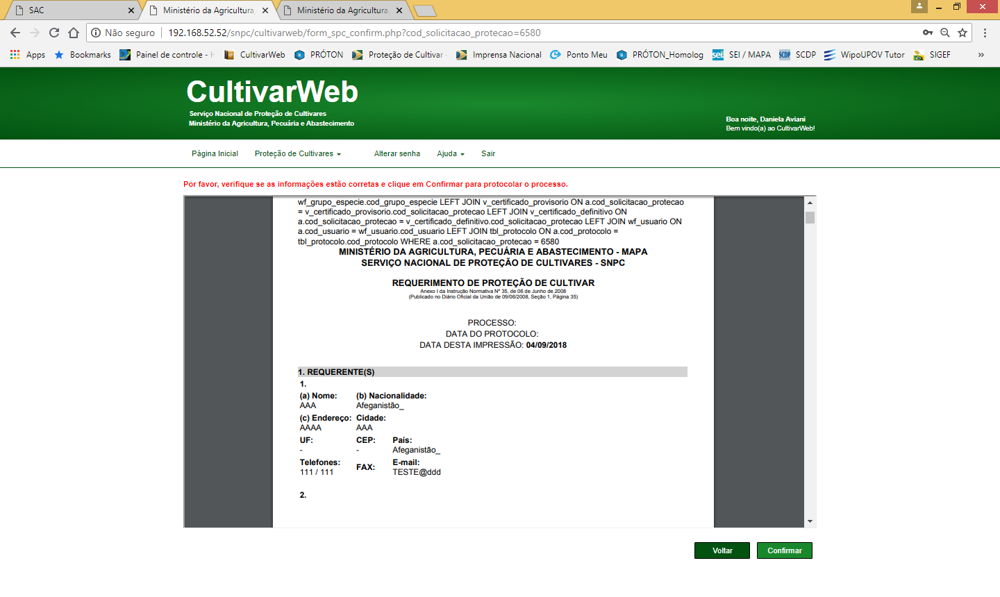 SAC
Ministério da Agricultura,
Ministério da Agricultura,
Não seguro
192.168.52.52/snpc/cultivarweb/form_spc_confirm.php?cod_solicitacao_protecao=6580
Apps Bookmarks Painel de controle - H CultivarWeb PRÓTON Proteção de Cultivar - Imprensa Nacional Ponto Meu PRÓTON_Homolog SEI / MAPA SCDP WipoUPOV Tutor SIGEF »
CultivarWeb
Serviço Nacional de Proteção de Cultivares
Ministério da Agricultura, Pecuária e Abastecimento
Boa noite, Daniela Aviani
Bem vindo(a) ao CultivarWeb!
Página Inicial Proteção de Cultivares Alterar senha Ajuda Sair
Por favor, verifique se as informações estão corretas e clique em Confirmar para protocolar o processo.
wf_grupo_especie.cod_grupo_especie LEFT JOIN v_certificado_provisorio ON a.cod_solicitacao_protecao
= v_certificado_provisorio.cod_solicitacao_protecao LEFT JOIN v_certificado_definitivo ON
a.cod_solicitacao_protecao = v_certificado_definitivo.cod_solicitacao_protecao LEFT JOIN wf_usuario ON
a.cod_usuario = wf_usuario.cod_usuario LEFT JOIN tbl_protocolo ON a.cod_protocolo =
tbl_protocolo.cod_protocolo WHERE a.cod_solicitacao_protecao = 6580
MINISTÉRIO DA AGRICULTURA, PECUÁRIA E ABASTECIMENTO - MAPA
SERVIÇO NACIONAL DE PROTEÇÃO DE CULTIVARES - SNPC
REQUERIMENTO DE PROTEÇÃO DE CULTIVAR
Anexo I da Instrução Normativa Nº 35, de 06 de Junho de 2008
(Publicado no Diário Oficial da União de 09/06/2008, Seção 1, Página 35)
PROCESSO:
DATA DO PROTOCOLO:
DATA DESTA IMPRESSÃO: 04/09/2018
1. REQUERENTE(S)
1.
(a) Nome: (b) Nacionalidade:
AAA Afeganistão_
(c) Endereço: Cidade:
AAAA AAA
UF: CEP: País:
- - Afeganistão_
Telefones: FAX: E-mail:
111 / 111 TESTE@ddd
2.
Voltar Confirmar